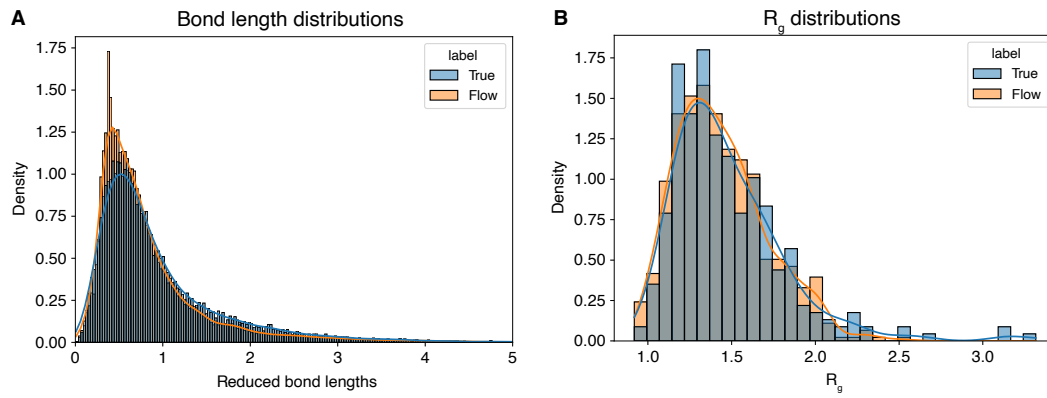 A
Bond length distributions
label
True
Flow
Density
1.75
1.50
1.25
1.00
0.75
0.50
0.25
0.00
0 1 2 3 4 5
Reduced bond lengths
B
R_g distributions
label
True
Flow
Density
1.75
1.50
1.25
1.00
0.75
0.50
0.25
0.00
1.0 1.5 2.0 2.5 3.0
R_g